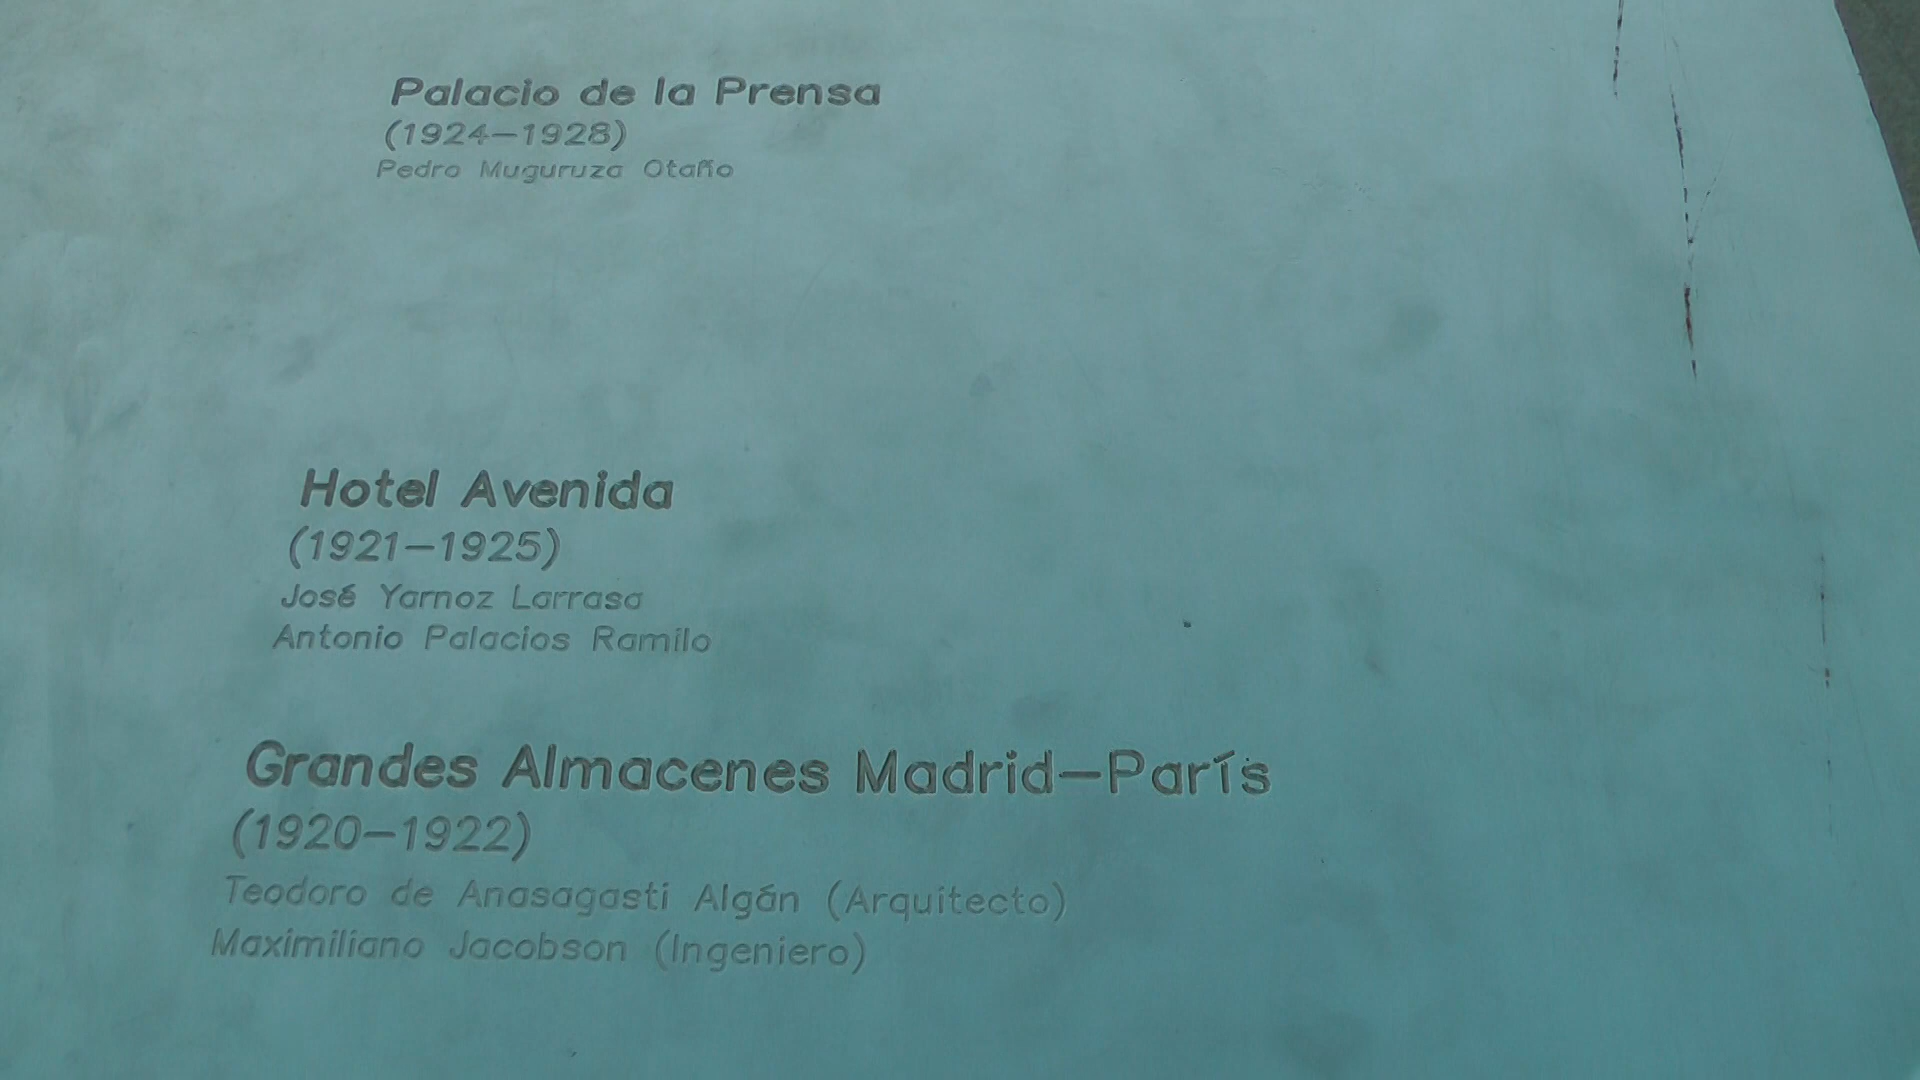 Palacio de la Prensa
(1924-1928)
Pedro Muguruza Otaño
Hotel Avenida
(1921-1925)
José Yarnoz Larrasa
Antonio Palacios Ramilo
Grandes Almacenes Madrid-París
(1920-1922)
Teodoro de Anasagasti Algán (Arquitecto)
Maximiliano Jacobson (Ingeniero)